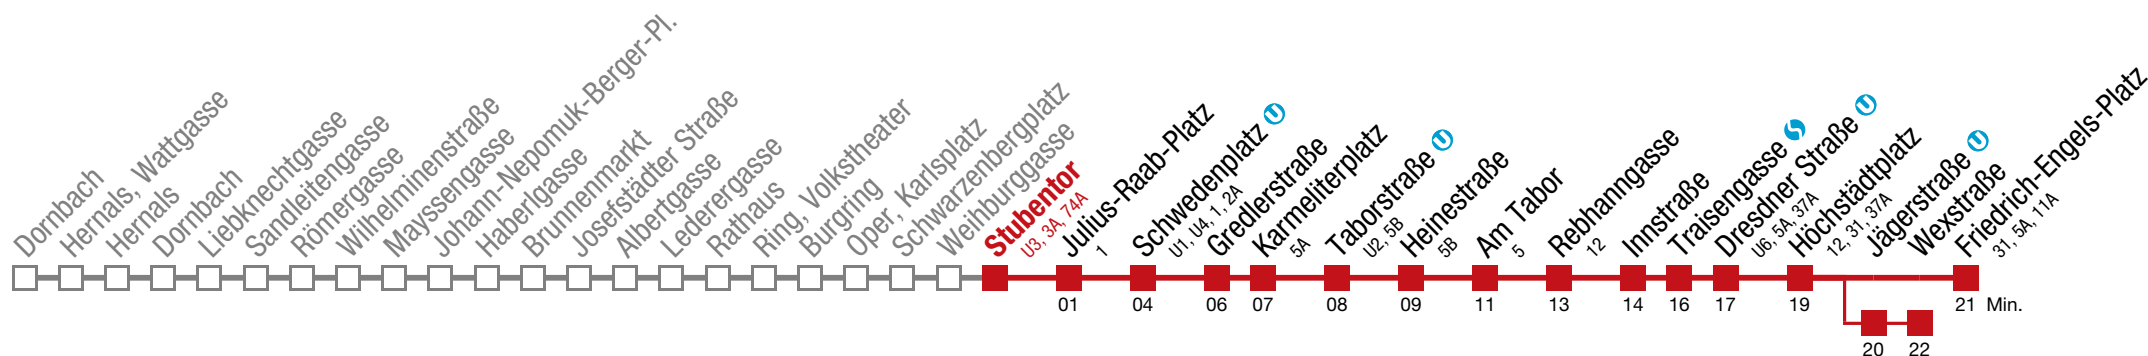 Dornbach
Hernals, Wattgasse
Hernals
Dornbach
Liebknechtgasse
Sandleitengasse
Römergasse
Wilhelminenstraße
Mayssengasse
Johann-Nepomuk-Berger-Pl.
Haberlgasse
Brunnenmarkt
Josefstädter Straße
Albertgasse
Lederergasse
Rathaus
Ring, Volkstheater
Burgring
Oper, Karlsplatz
Schwarzenbergplatz
Weihburggasse
Stubentor
U3, 3A, 74A
Julius-Raab-Platz
1
Schwedenplatz U
U1, U4, 1, 2A
Gredlerstraße
Karmeliterplatz
5A
Taborstraße U
U2, 5B
Heinestraße
5B
Am Tabor
5
Rebhanngasse
12
Innstraße
Traisengasse S
Dresdner Straße U
U6, 5A, 37A
Höchstädtplatz
12, 31, 37A
Jägerstraße U
Wexstraße
Friedrich-Engels-Platz
31, 5A, 11A
01 04 06 07 08 09 11 13 14 16 17 19 21 Min.
20 22